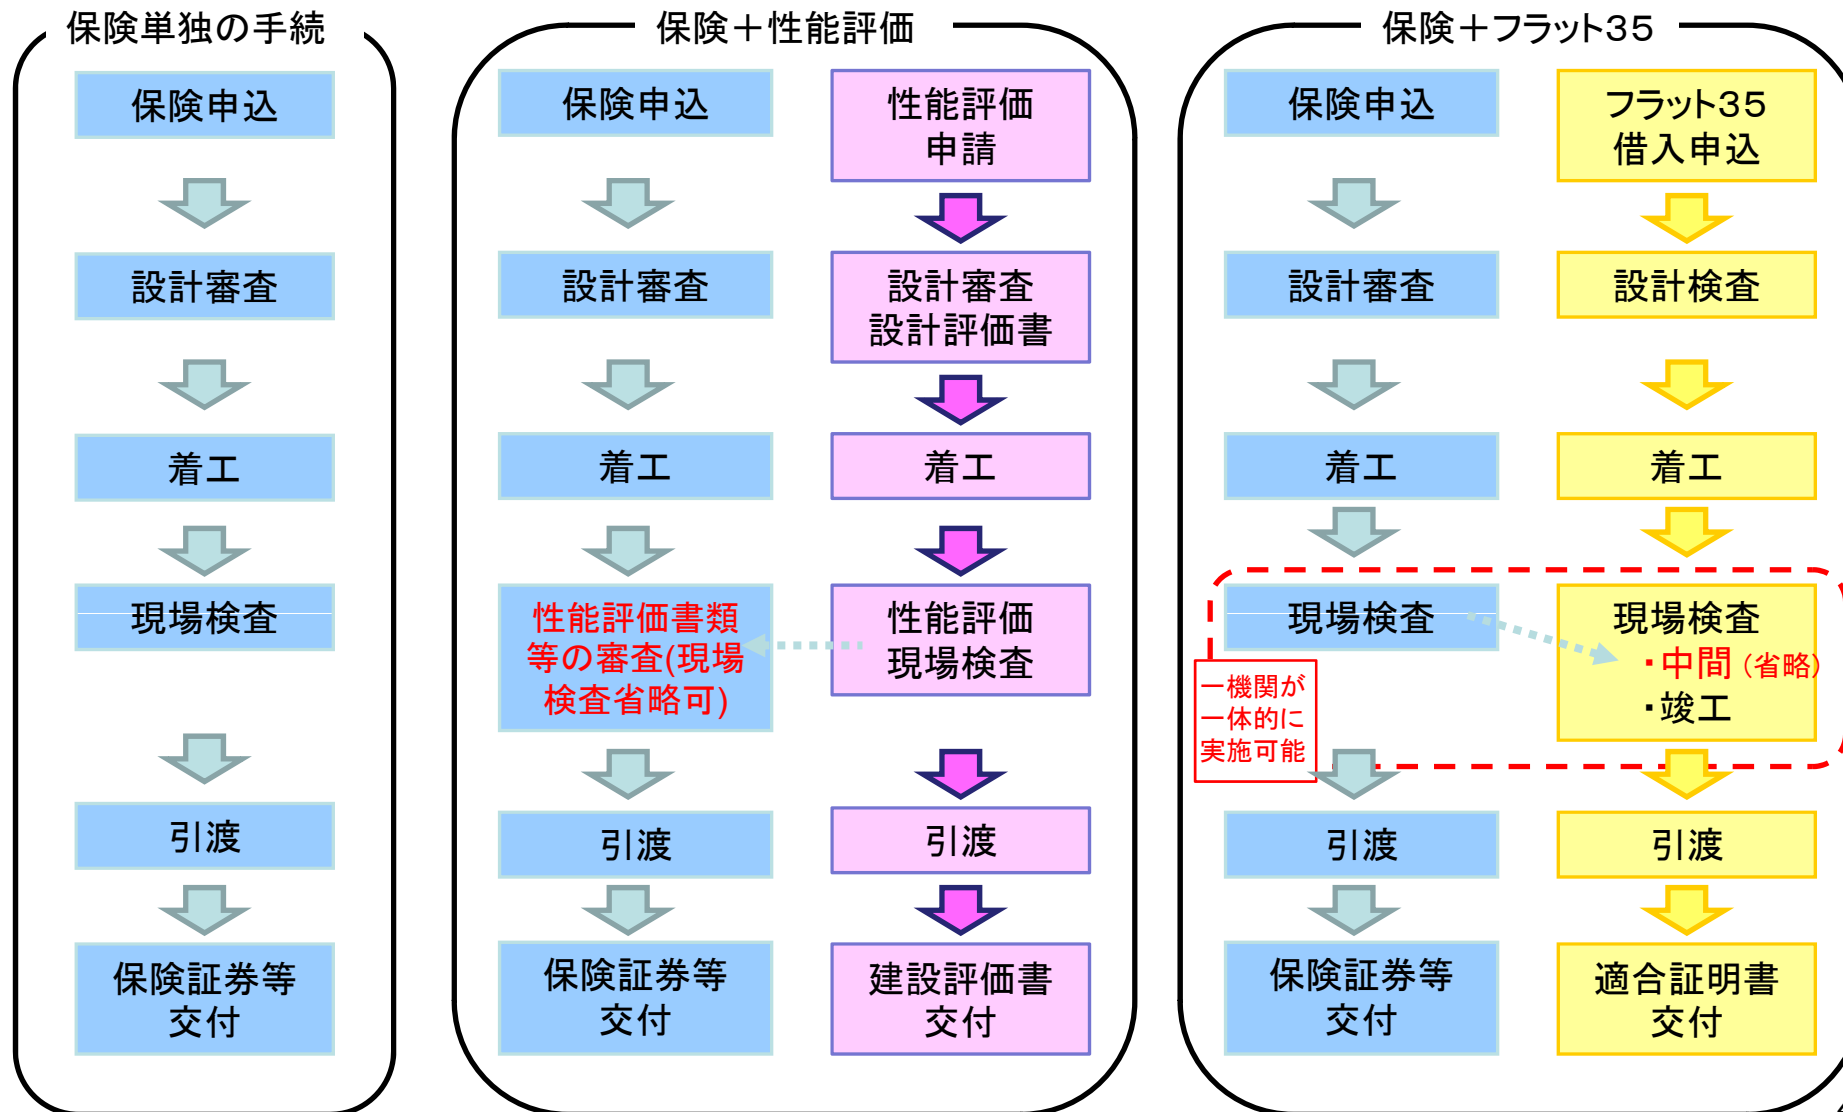 保険単独の手続
保険申込
設計審査
着工
現場検査
引渡
保険証券等
交付
保険＋性能評価
保険申込
設計審査
着工
性能評価書類
等の審査(現場
検査省略可)
引渡
保険証券等
交付
性能評価
申請
設計審査
設計評価書
着工
性能評価
現場検査
引渡
建設評価書
交付
保険＋フラット35
保険申込
設計審査
着工
現場検査
一機関が
一体的に
実施可能
引渡
保険証券等
交付
フラット35
借入申込
設計検査
着工
現場検査
・中間（省略）
・竣工
引渡
適合証明書
交付